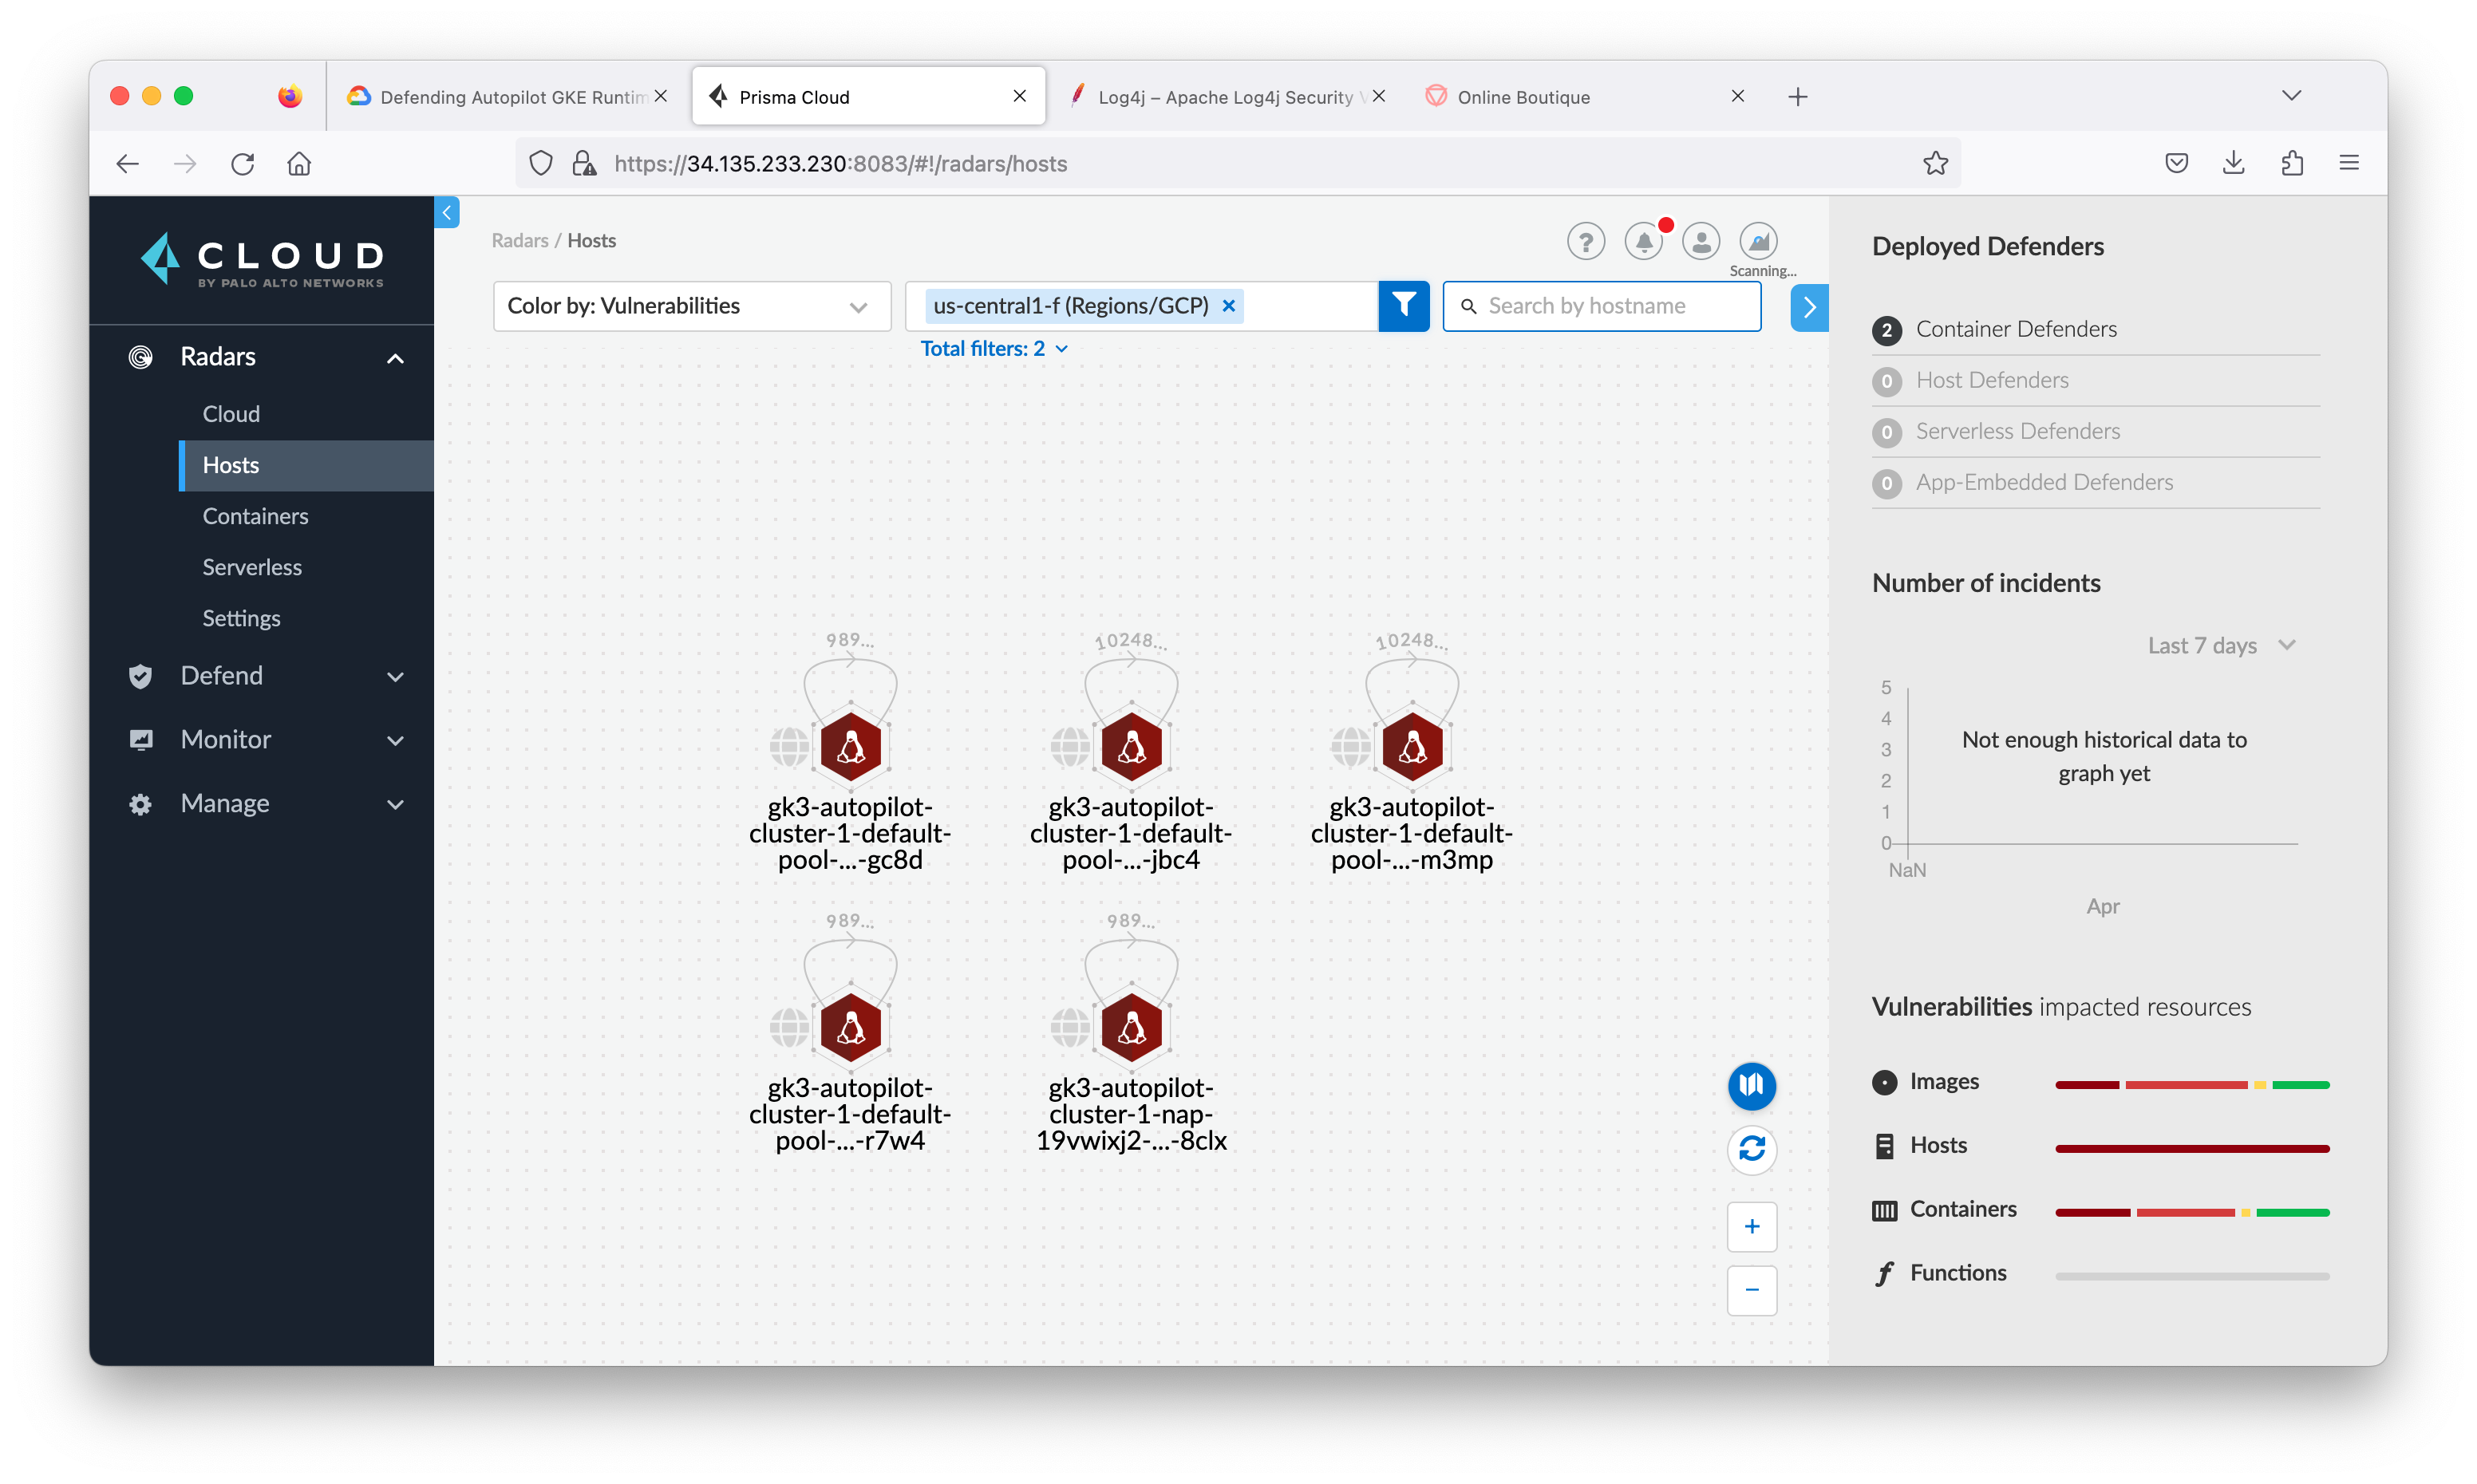 Defending Autopilot GKE Runtim
Prisma Cloud
Log4j – Apache Log4j Security V
Online Boutique
https://34.135.233.230:8083/#!/radars/hosts
CLOUD
BY PALO ALTO NETWORKS
Radars
Cloud
Hosts
Containers
Serverless
Settings
Defend
Monitor
Manage
Radars / Hosts
?
Scanning...
Color by: Vulnerabilities
us-central1-f (Regions/GCP)
Search by hostname
Total filters: 2
989...
gk3-autopilot-
cluster-1-default-
pool-...-gc8d
10248...
gk3-autopilot-
cluster-1-default-
pool-...-jbc4
10248...
gk3-autopilot-
cluster-1-default-
pool-...-m3mp
989...
gk3-autopilot-
cluster-1-default-
pool-...-r7w4
989...
gk3-autopilot-
cluster-1-nap-
19vwixj2-...-8clx
Deployed Defenders
2 Container Defenders
0 Host Defenders
0 Serverless Defenders
0 App-Embedded Defenders
Number of incidents
Last 7 days
5
4
3
2
1
0
Not enough historical data to
graph yet
NaN
Apr
Vulnerabilities impacted resources
Images
Hosts
Containers
Functions